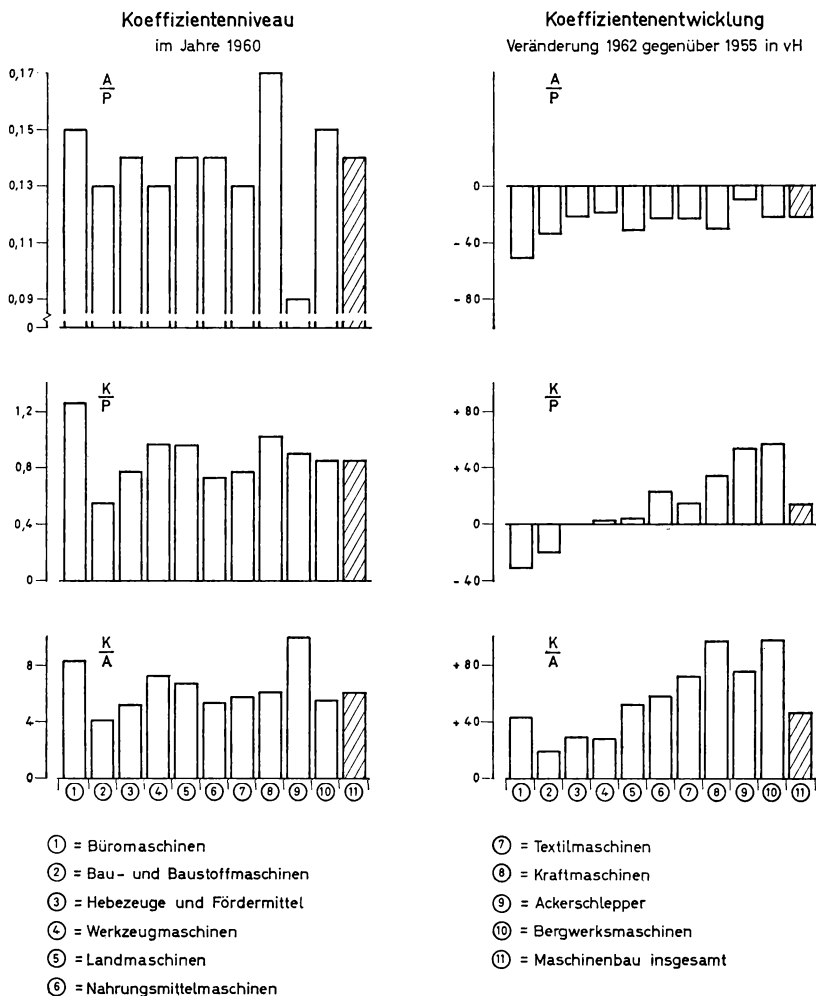 Koeffizientenniveau
im Jahre 1960
A
P
0,17
0,15
0,13
0,11
0,09
0
K
P
1,2
0,8
0,4
0
K
A
8
4
0
1 2 3 4 5 6 7 8 9 10 11
Koeffizientenentwicklung
Veränderung 1962 gegenüber 1955 in vH
A
P
0
- 40
- 80
K
P
+ 80
+ 40
0
- 40
K
A
+ 80
+ 40
0
1 2 3 4 5 6 7 8 9 10 11
1 = Büromaschinen
2 = Bau- und Baustoffmaschinen
3 = Hebezeuge und Fördermittel
4 = Werkzeugmaschinen
5 = Landmaschinen
6 = Nahrungsmittelmaschinen
7 = Textilmaschinen
8 = Kraftmaschinen
9 = Ackerschlepper
10 = Bergwerksmaschinen
11 = Maschinenbau insgesamt